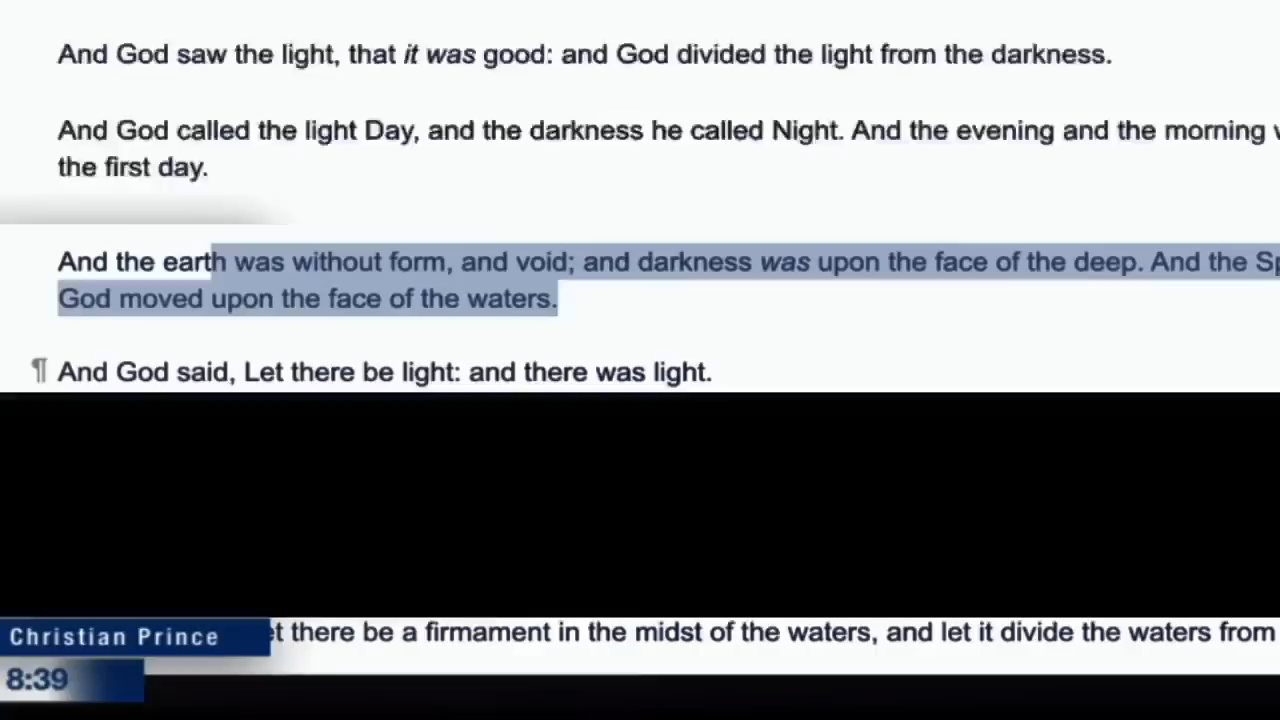 And God saw the light, that it was good: and God divided the light from the darkness.
And God called the light Day, and the darkness he called Night. And the evening and the morning
the first day.
And the earth was without form, and void; and darkness was upon the face of the deep. And the
God moved upon the face of the waters.
¶ And God said, Let there be light: and there was light.
there be a firmament in the midst of the waters, and let it divide the waters from
Christian Prince
8:39